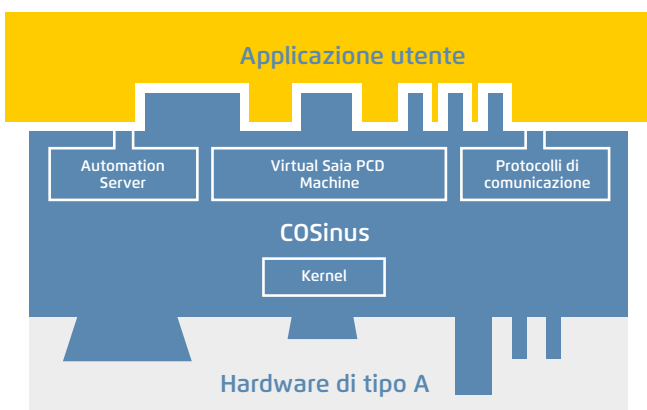 Applicazione utente
Automation
Server
Virtual Saia PCD
Machine
Protocolli di
comunicazione
COSinus
Kernel
Hardware di tipo A